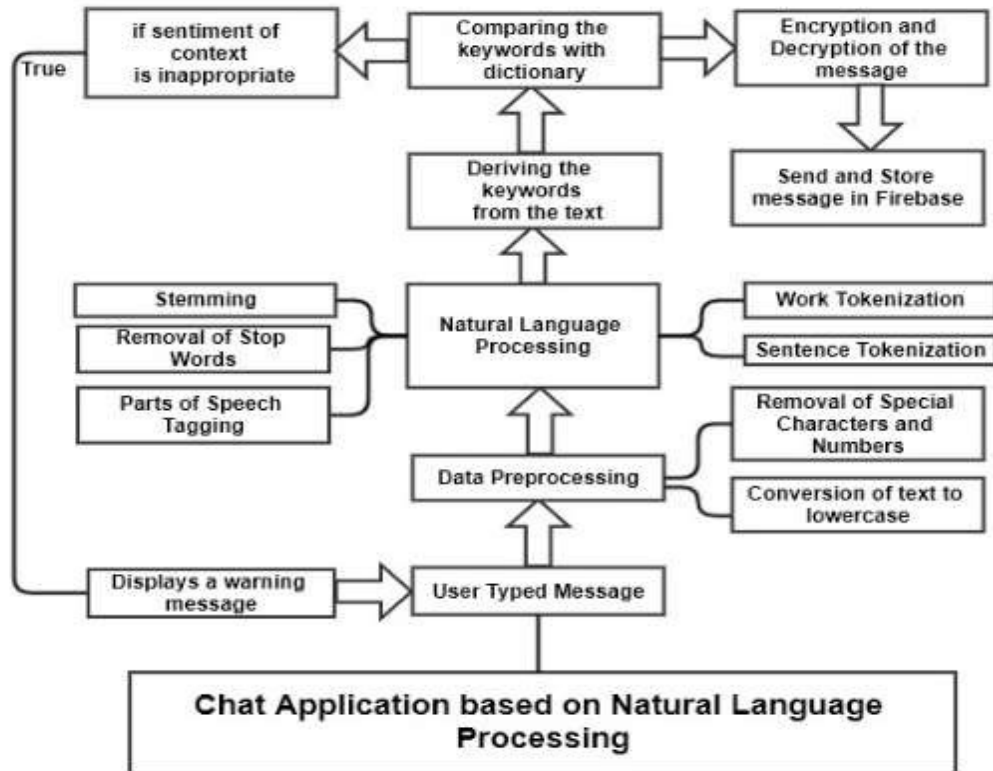 if sentiment of
context
is inappropriate
Comparing the
keywords with
dictionary
Encryption and
Decryption of the
message
True
Deriving the
keywords
from the text
Send and Store
message in Firebase
Stemming
Removal of Stop
Words
Parts of Speech
Tagging
Natural Language
Processing
Work Tokenization
Sentence Tokenization
Removal of Special
Characters and
Numbers
Data Preprocessing
Conversion of text to
lowercase
Displays a warning
message
User Typed Message
Chat Application based on Natural Language
Processing